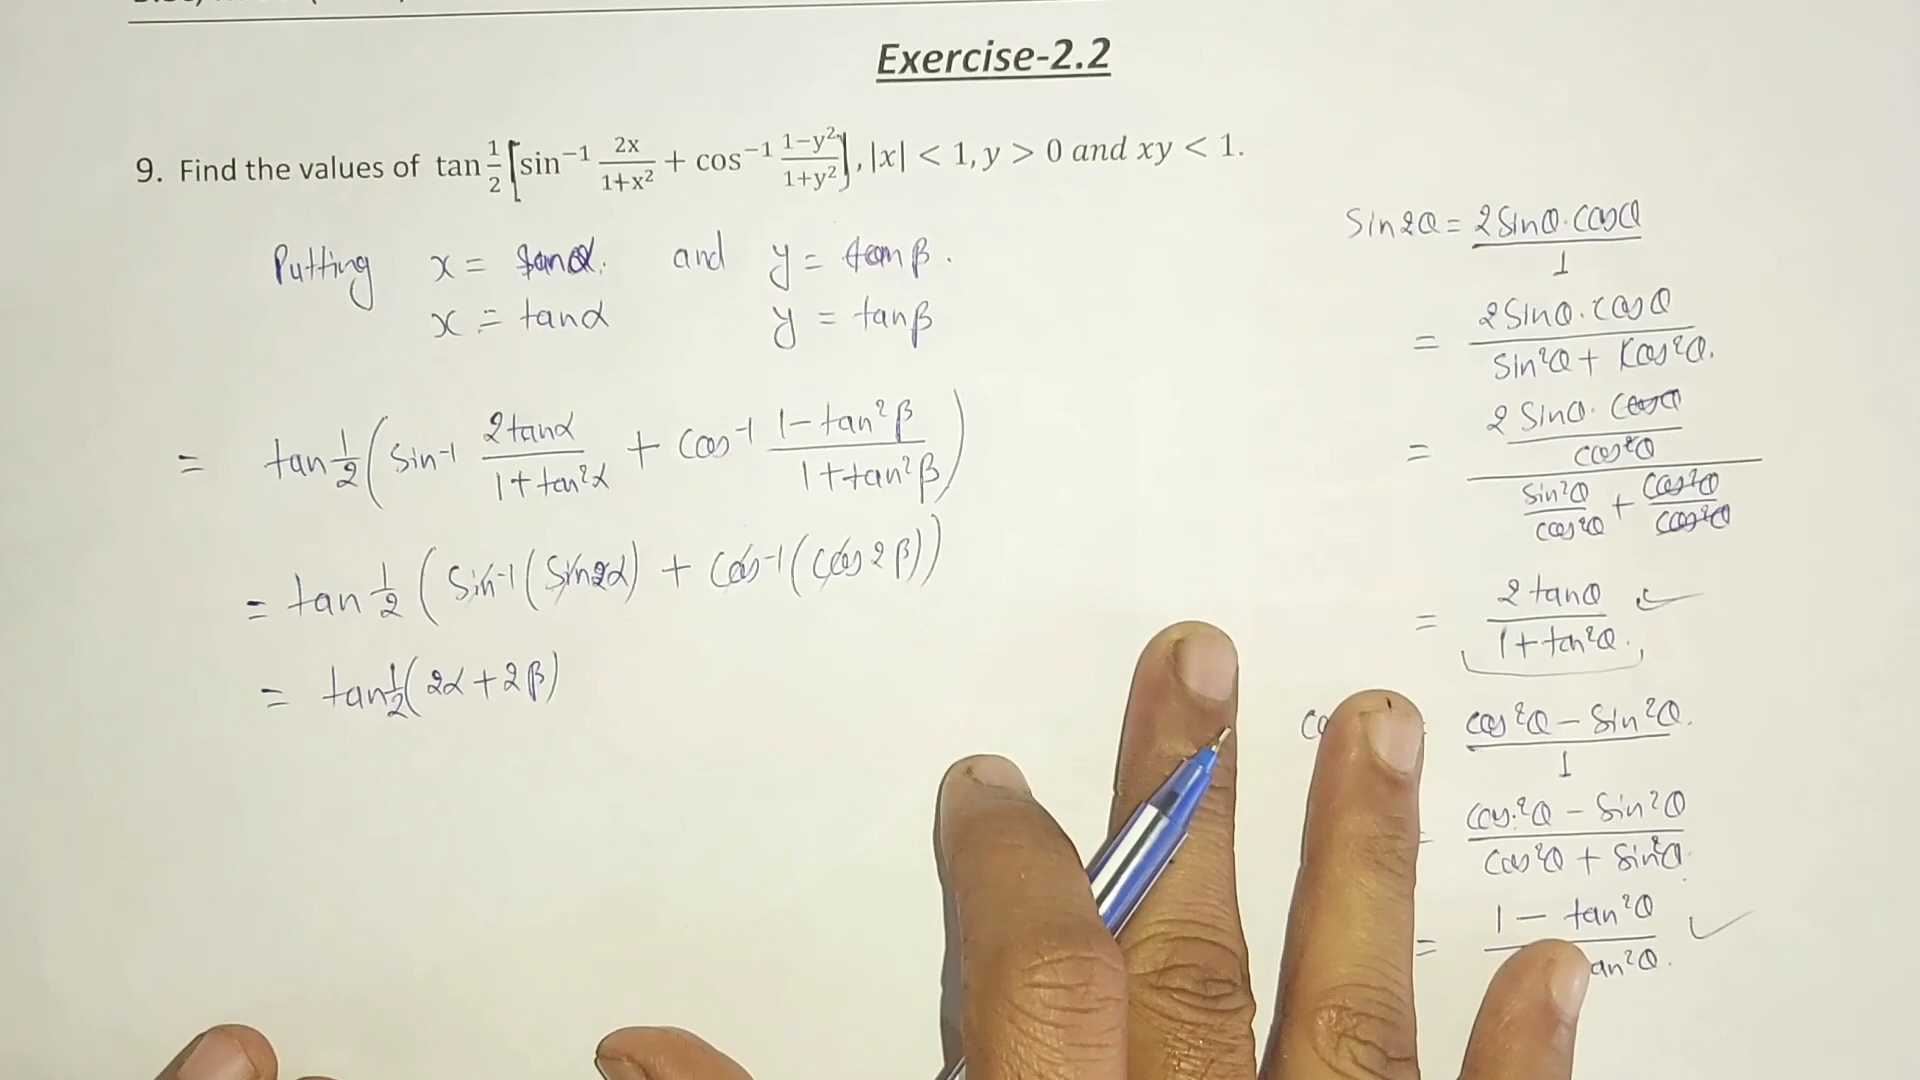 Exercise-2.2
9. Find the values of tan 1/2 [sin⁻¹ 2x/1+x² + cos⁻¹ 1−y²/1+y²], |x| < 1, y > 0 and xy < 1.
Putting x = tanα. and y = tanβ.
x = tanα y = tanβ
= tan 1/2 (sin⁻¹ 2tanα/1+tan²α + cos⁻¹ 1−tan²β/1+tan²β)
= tan 1/2 (sin⁻¹(sin2α) + cos⁻¹(cos2β))
= tan 1/2 (2α+2β)
Sin2θ = 2Sinθ.cosθ/1
= 2Sinθ.cosθ/Sin²θ + cos²θ.
= 2Sinθ.cosθ/cos²θ / Sin²θ/cos²θ + cos²θ/cos²θ
= 2tanθ/1+tan²θ.
cos²θ − Sin²θ./1
cos²θ − Sin²θ/cos²θ + Sin²θ
= 1 − tan²θ/an²θ.